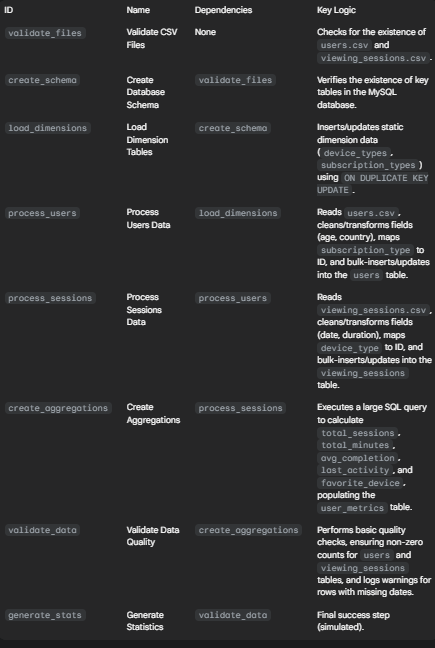 ID Name Dependencies Key Logic
validate_files Validate CSV None Checks for the existence of
Files users.csv and
viewing_sessions.csv.
create_schema Create validate_files Verifies the existence of key
Database tables in the MySQL
Schema database.
load_dimensions Load create_schema Inserts/updates static
Dimension dimension data
Tables ( device_types ,
subscription_types )
using ON DUPLICATE KEY
UPDATE .
process_users Process load_dimensions Reads users.csv ,
Users Data cleans/transforms fields
(age, country), maps
subscription_type to
ID, and bulk-inserts/updates
into the users table.
process_sessions Process process_users Reads
Sessions viewing_sessions.csv ,
Data cleans/transforms fields
(date, duration), maps
device_type to ID, and
bulk-inserts/updates into the
viewing_sessions
table.
create_aggregations Create process_sessions Executes a large SQL query
Aggregations to calculate
total_sessions ,
total_minutes ,
avg_completion ,
last_activity , and
favorite_device ,
populating the
user_metrics table.
validate_data Validate Data create_aggregations Performs basic quality
Quality checks, ensuring non-zero
counts for users and
viewing_sessions
tables, and logs warnings for
rows with missing dates.
generate_stats Generate validate_data Final success step
Statistics (simulated).